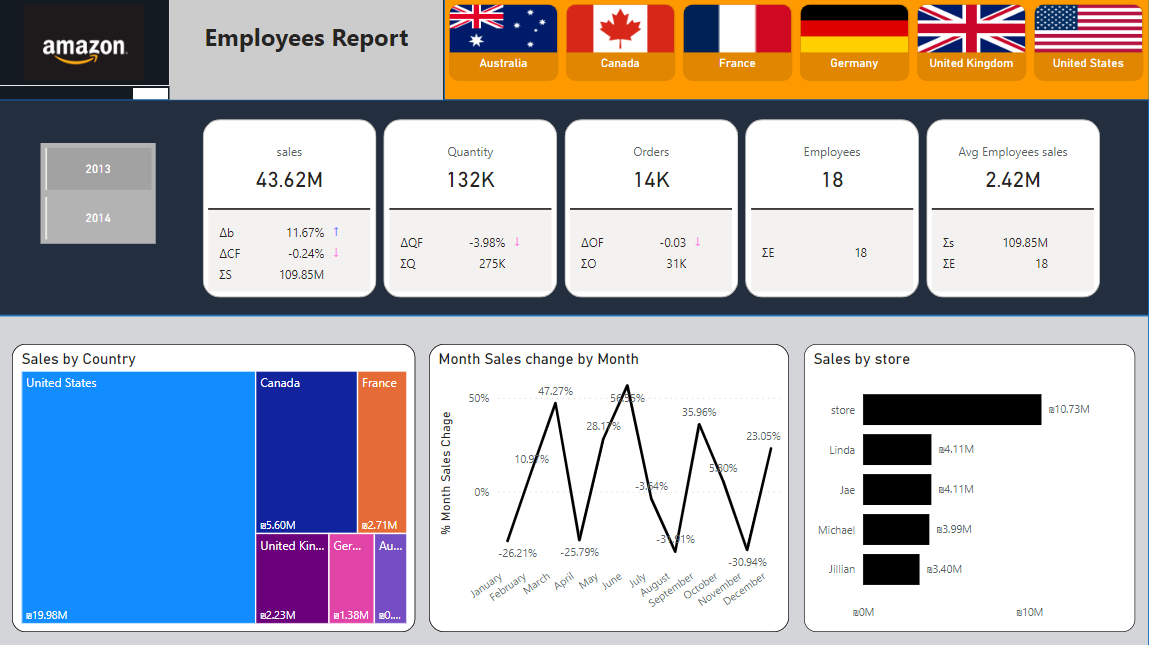 amazon
Employees Report
Australia
Canada
France
Germany
United Kingdom
United States
2013
2014
sales
43.62M
Δb 11.67% ↑
ΔCF -0.24% ↓
ΣS 109.85M
Quantity
132K
ΔQF -3.98% ↓
ΣQ 275K
Orders
14K
ΔOF -0.03 ↓
ΣO 31K
Employees
18
ΣE 18
Avg Employees sales
2.42M
Σs 109.85M
ΣE 18
Sales by Country
United States
₪19.98M
Canada
₪5.60M
France
₪2.71M
United Kin...
₪2.23M
Ger...
₪1.38M
Au...
₪0....
Month Sales change by Month
% Month Sales Chage
50%
0%
-26.21%
10.97%
47.27%
-25.79%
28.17%
56.55%
-3.64%
-31.91%
35.96%
5.80%
-30.94%
23.05%
January
February
March
April
May
June
July
August
September
October
November
December
Sales by store
store ₪10.73M
Linda ₪4.11M
Jae ₪4.11M
Michael ₪3.99M
Jillian ₪3.40M
₪0M ₪10M